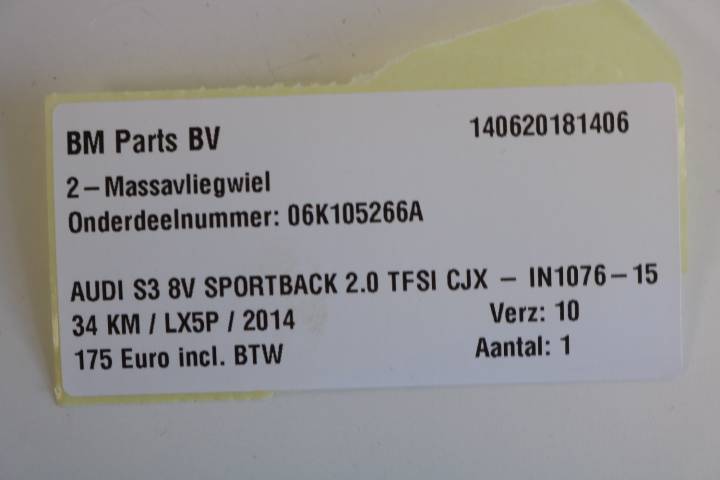 BM Parts BV 140620181406
2-Massavliegwiel
Onderdeelnummer: 06K105266A
AUDI S3 8V SPORTBACK 2.0 TFSI CJX - IN1076-15
34 KM / LX5P / 2014 Verz: 10
175 Euro incl. BTW Aantal: 1